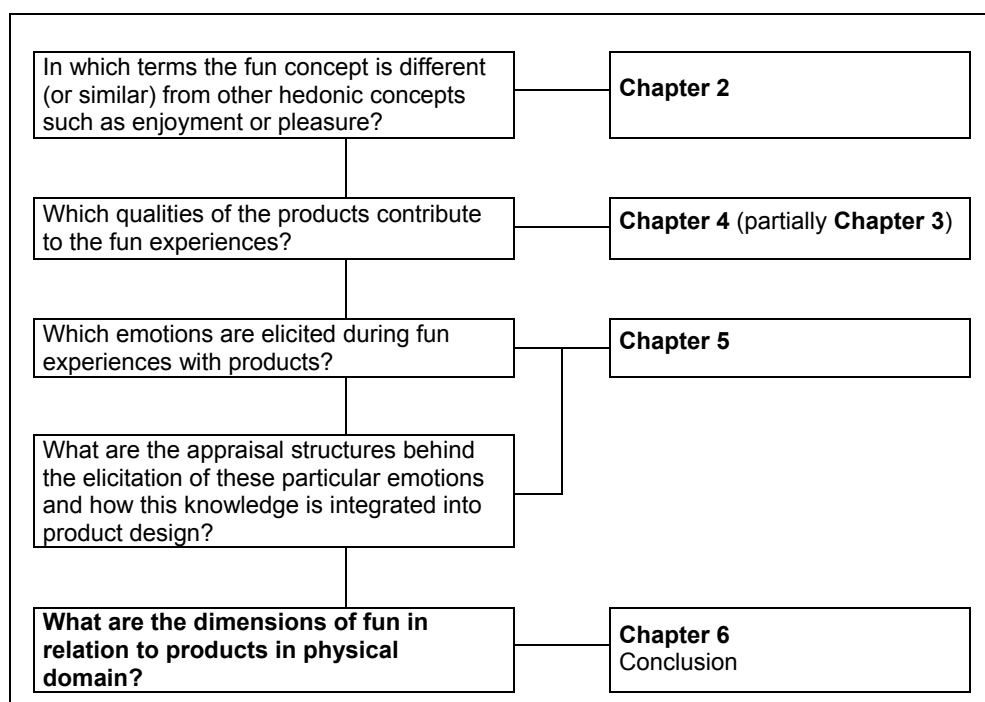 In which terms the fun concept is different
(or similar) from other hedonic concepts
such as enjoyment or pleasure?
Chapter 2
Which qualities of the products contribute
to the fun experiences?
Chapter 4 (partially Chapter 3)
Which emotions are elicited during fun
experiences with products?
Chapter 5
What are the appraisal structures behind
the elicitation of these particular emotions
and how this knowledge is integrated into
product design?
What are the dimensions of fun in
relation to products in physical
domain?
Chapter 6
Conclusion